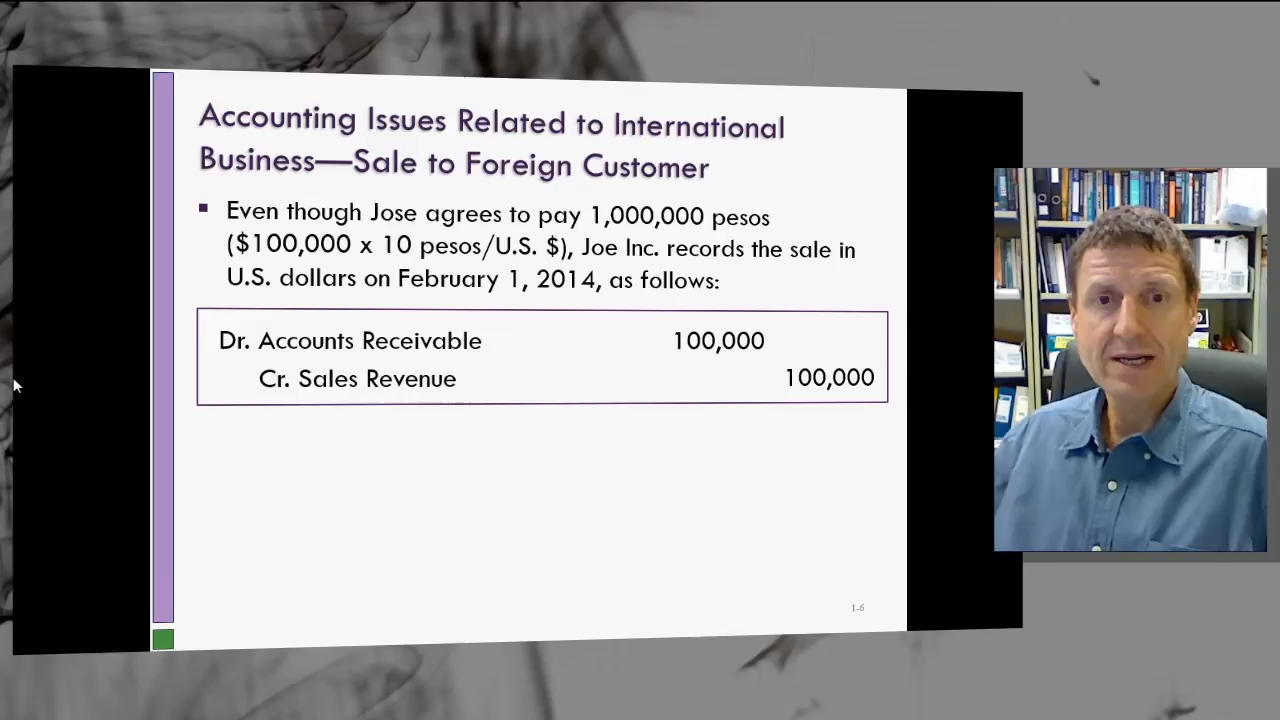 Accounting Issues Related to International
Business—Sale to Foreign Customer
▪ Even though Jose agrees to pay 1,000,000 pesos
($100,000 x 10 pesos/U.S. $), Joe Inc. records the sale in
U.S. dollars on February 1, 2014, as follows:
Dr. Accounts Receivable 100,000
Cr. Sales Revenue 100,000
1-6